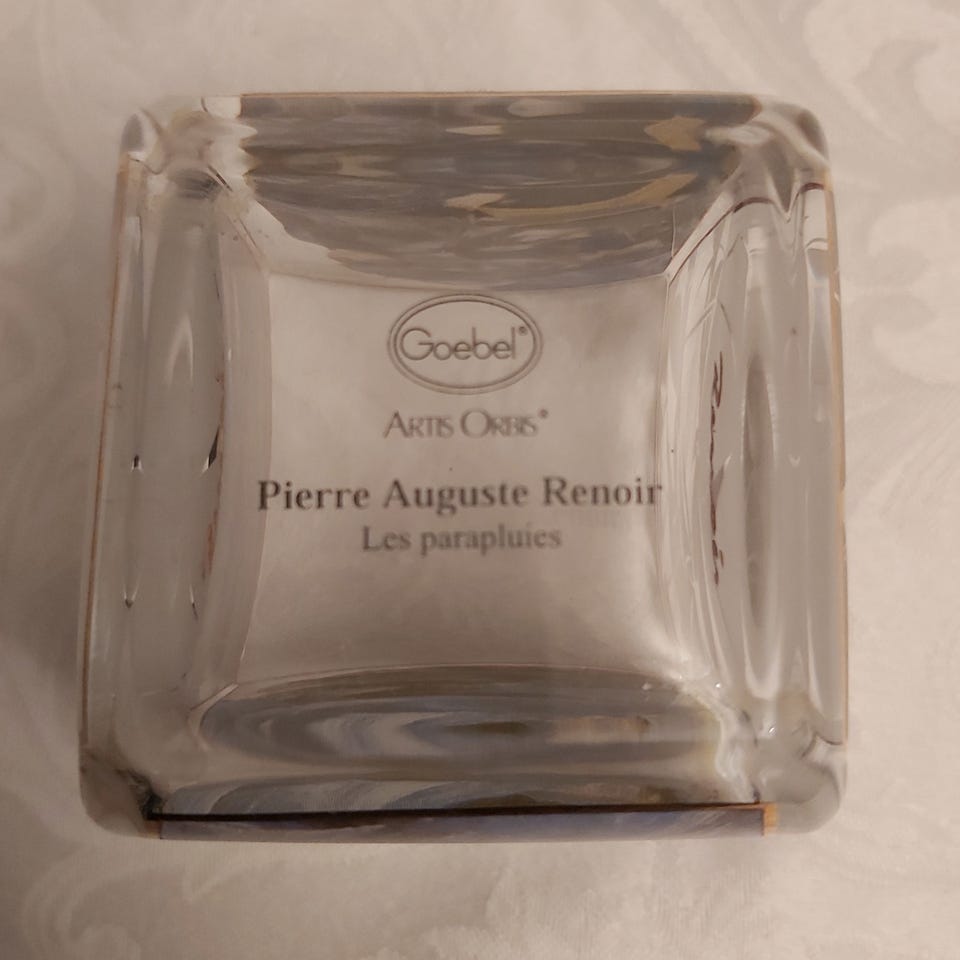 Goebel®
ARTIS ORBIS®
Pierre Auguste Renoir
Les parapluies